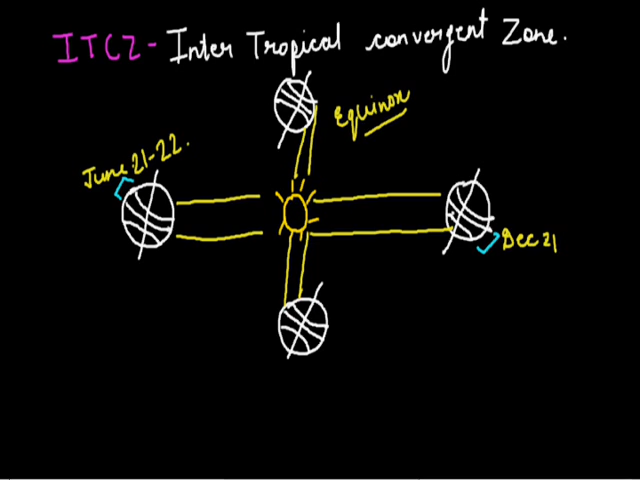 ITCZ - Inter Tropical convergent Zone.
Equinox
June 21-22.
Dec 21